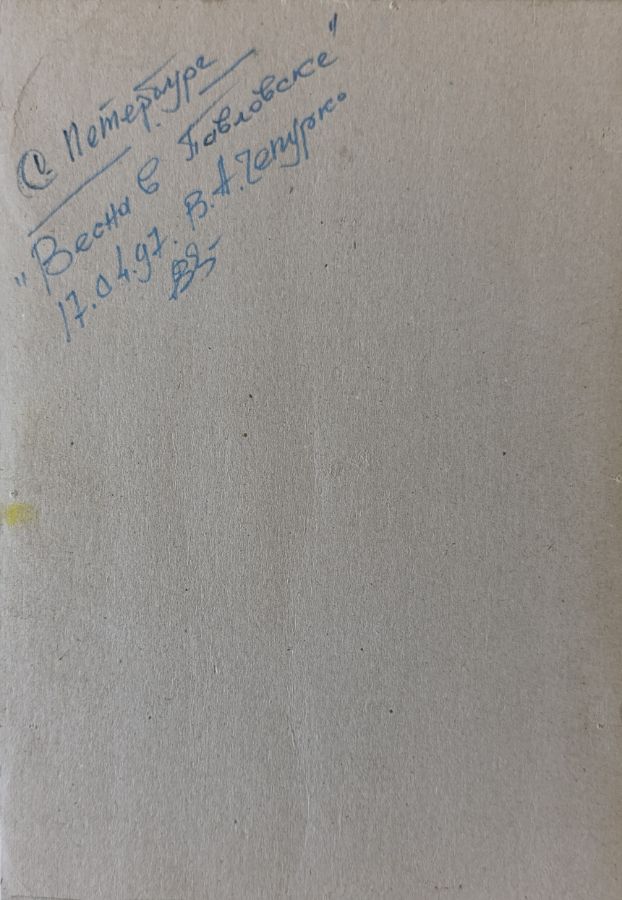 С. Петербург
"Весна в Павловске"
17.04.97. В.А. Чепурко